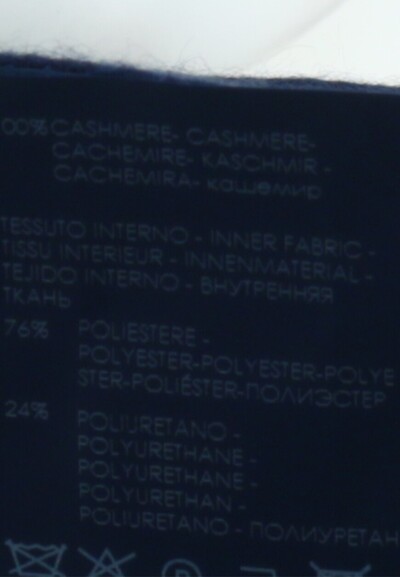 00% CASHMERE- CASHMERE-
CACHEMIRE- KASCHMIR -
CACHEMIRA- кашемир
TESSUTO INTERNO - INNER FABRIC -
TISSU INTERIEUR - INNENMATERIAL -
TEJIDO INTERNO - ВНУТРЕННЯЯ
ТКАНЬ
76% POLIESTERE -
POLYESTER-POLYESTER-POLYE
STER-POLIÉSTER-ПОЛИЭСТЕР
24% POLIURETANO -
POLYURETHANE -
POLYURETHANE -
POLYURETHAN -
POLIURETANO - ПОЛИУРЕТАН
P